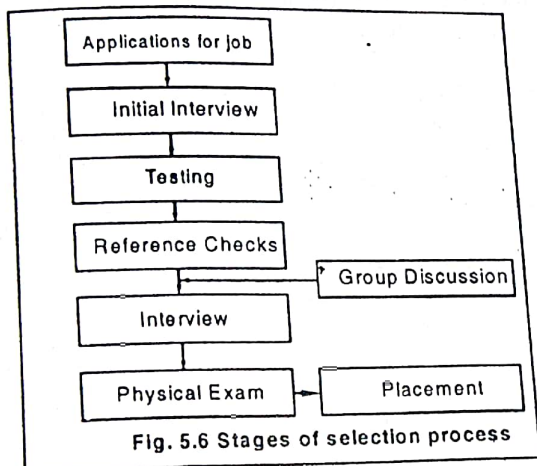 Applications for job
Initial Interview
Testing
Reference Checks
Group Discussion
Interview
Physical Exam
Placement
Fig. 5.6 Stages of selection process